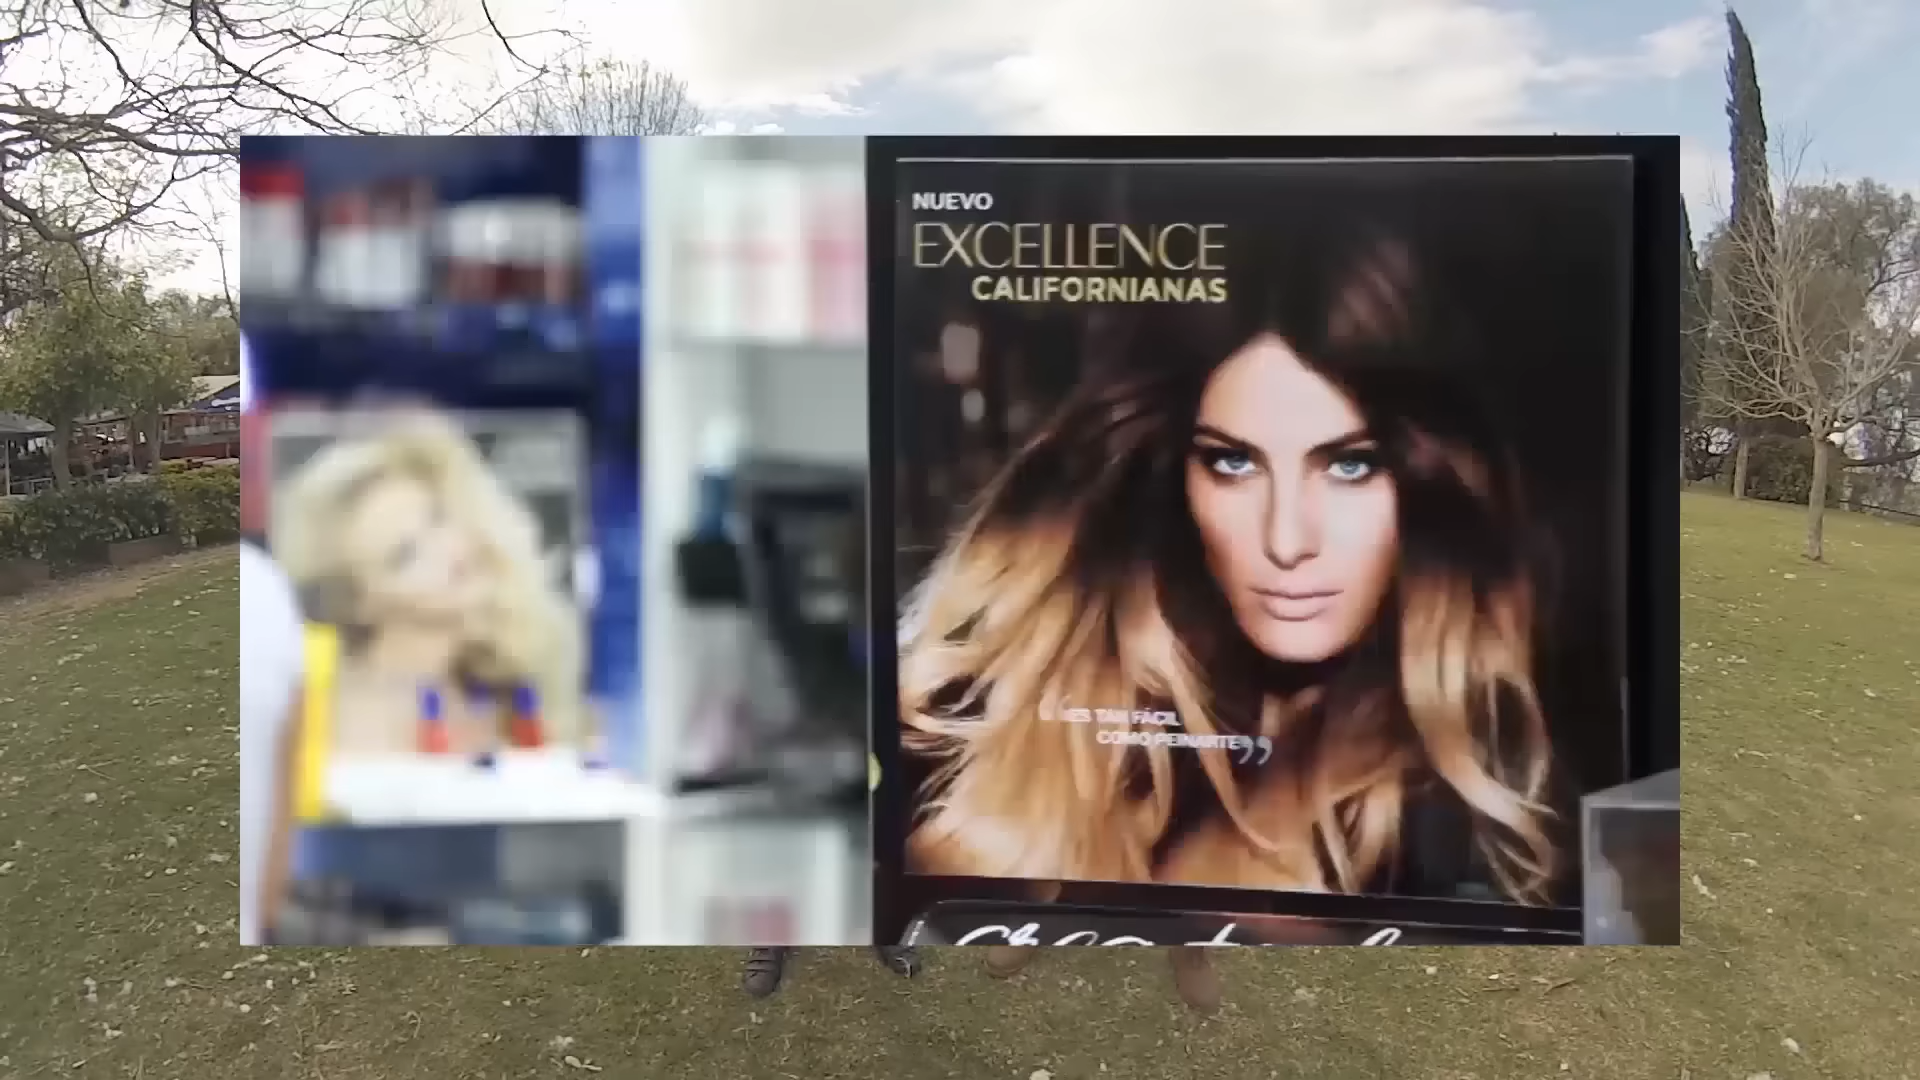 NUEVO
EXCELLENCE
CALIFORNIANAS
“ES TAN FÁCIL
COMO PEINARTE”